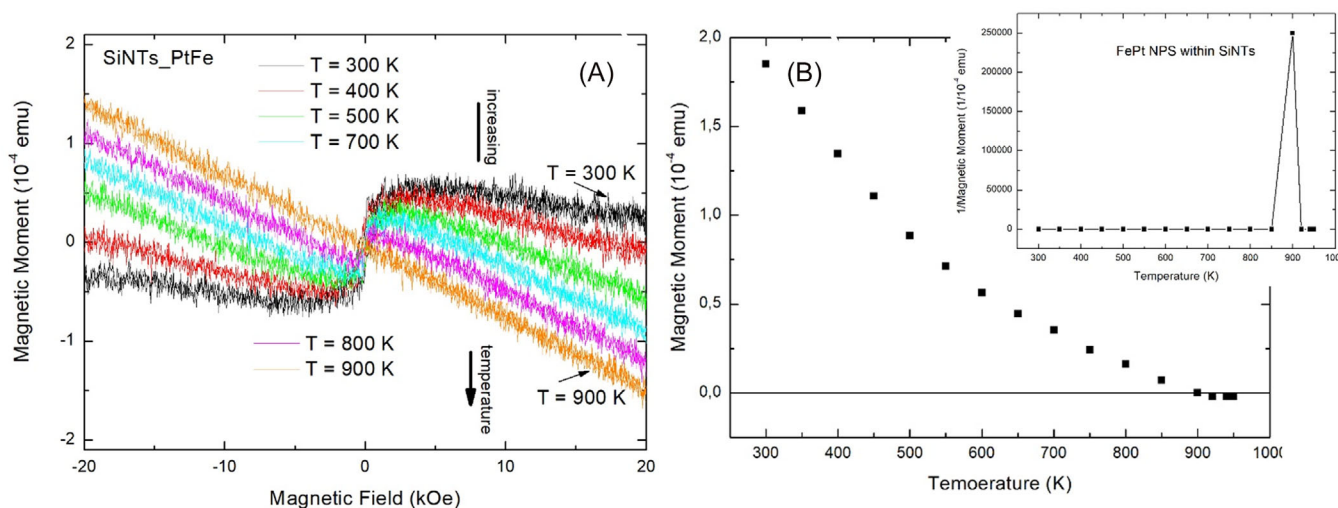 SiNTs_PtFe
(A)
T = 300 K
T = 400 K
T = 500 K
T = 700 K
increasing
T = 300 K
T = 800 K
T = 900 K
temperature
T = 900 K
2
1
0
-1
-2
-20
-10
0
10
20
Magnetic Moment (10⁻⁴ emu)
Magnetic Field (kOe)
(B)
2,0
1,5
1,0
0,5
0,0
300
400
500
600
700
800
900
1000
Magnetic Moment (10⁻⁴ emu)
Temoerature (K)
FePt NPS within SiNTs
250000
200000
150000
100000
50000
0
300
400
500
600
700
800
900
1000
1/Magnetic Moment (1/10⁻⁴ emu)
Temperature (K)